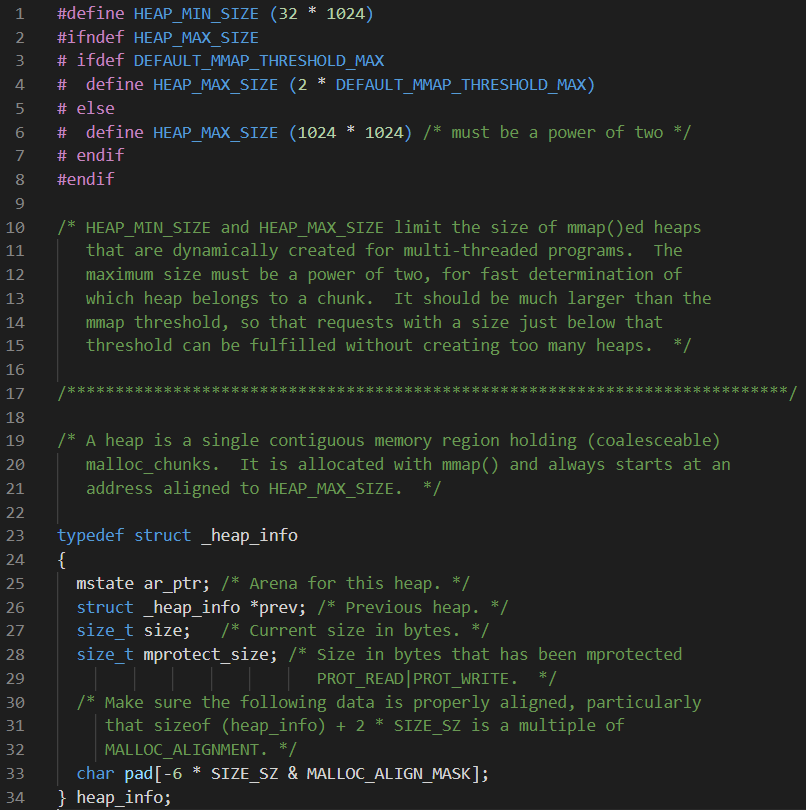 1 #define HEAP_MIN_SIZE (32 * 1024)
2 #ifndef HEAP_MAX_SIZE
3 # ifdef DEFAULT_MMAP_THRESHOLD_MAX
4 #  define HEAP_MAX_SIZE (2 * DEFAULT_MMAP_THRESHOLD_MAX)
5 # else
6 #  define HEAP_MAX_SIZE (1024 * 1024) /* must be a power of two */
7 # endif
8 #endif
9
10 /* HEAP_MIN_SIZE and HEAP_MAX_SIZE limit the size of mmap()ed heaps
11    that are dynamically created for multi-threaded programs.  The
12    maximum size must be a power of two, for fast determination of
13    which heap belongs to a chunk.  It should be much larger than the
14    mmap threshold, so that requests with a size just below that
15    threshold can be fulfilled without creating too many heaps.  */
16
17 /***************************************************************************/
18
19 /* A heap is a single contiguous memory region holding (coalesceable)
20    malloc_chunks.  It is allocated with mmap() and always starts at an
21    address aligned to HEAP_MAX_SIZE.  */
22
23 typedef struct _heap_info
24 {
25   mstate ar_ptr; /* Arena for this heap. */
26   struct _heap_info *prev; /* Previous heap. */
27   size_t size;   /* Current size in bytes. */
28   size_t mprotect_size; /* Size in bytes that has been mprotected
29                            PROT_READ|PROT_WRITE.  */
30   /* Make sure the following data is properly aligned, particularly
31      that sizeof (heap_info) + 2 * SIZE_SZ is a multiple of
32      MALLOC_ALIGNMENT. */
33   char pad[-6 * SIZE_SZ & MALLOC_ALIGN_MASK];
34 } heap_info;